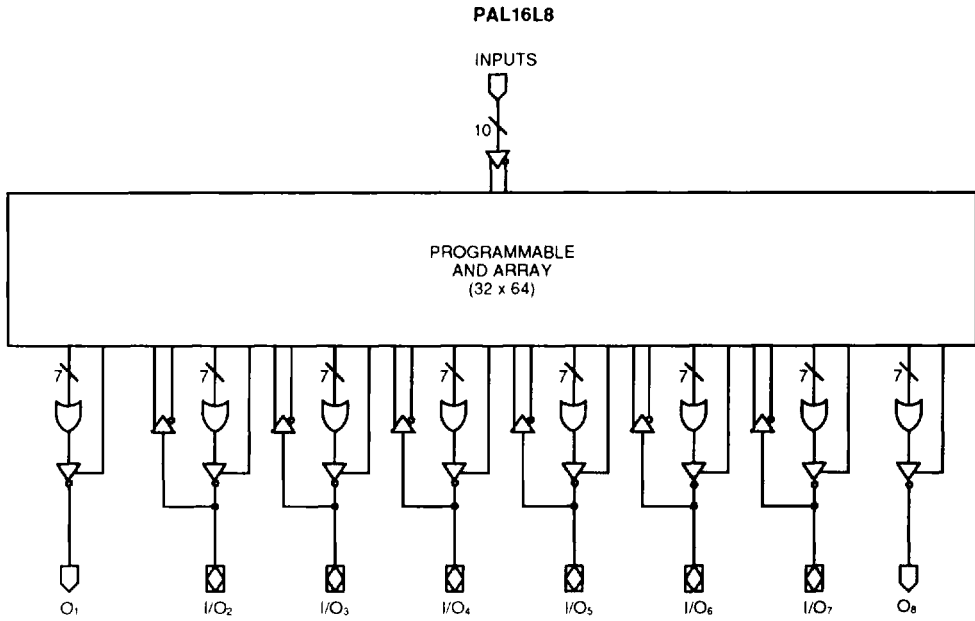 PAL16L8
INPUTS
10
PROGRAMMABLE
AND ARRAY
(32 x 64)
7 7 7 7 7 7 7 7
O1 I/O2 I/O3 I/O4 I/O5 I/O6 I/O7 O8